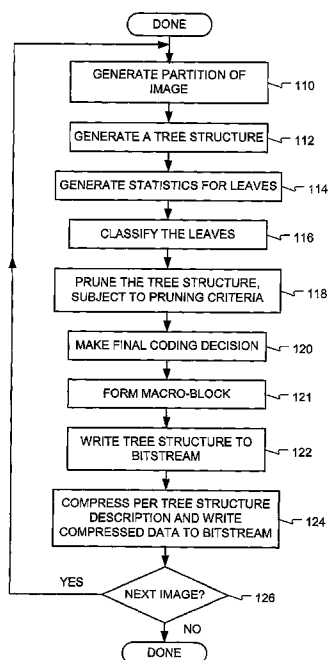 DONE
GENERATE PARTITION OF
IMAGE
110
GENERATE A TREE STRUCTURE
112
GENERATE STATISTICS FOR LEAVES
114
CLASSIFY THE LEAVES
116
PRUNE THE TREE STRUCTURE,
SUBJECT TO PRUNING CRITERIA
118
MAKE FINAL CODING DECISION
120
FORM MACRO-BLOCK
121
WRITE TREE STRUCTURE TO
BITSTREAM
122
COMPRESS PER TREE STRUCTURE
DESCRIPTION AND WRITE
COMPRESSED DATA TO BITSTREAM
124
YES
NEXT IMAGE?
126
NO
DONE